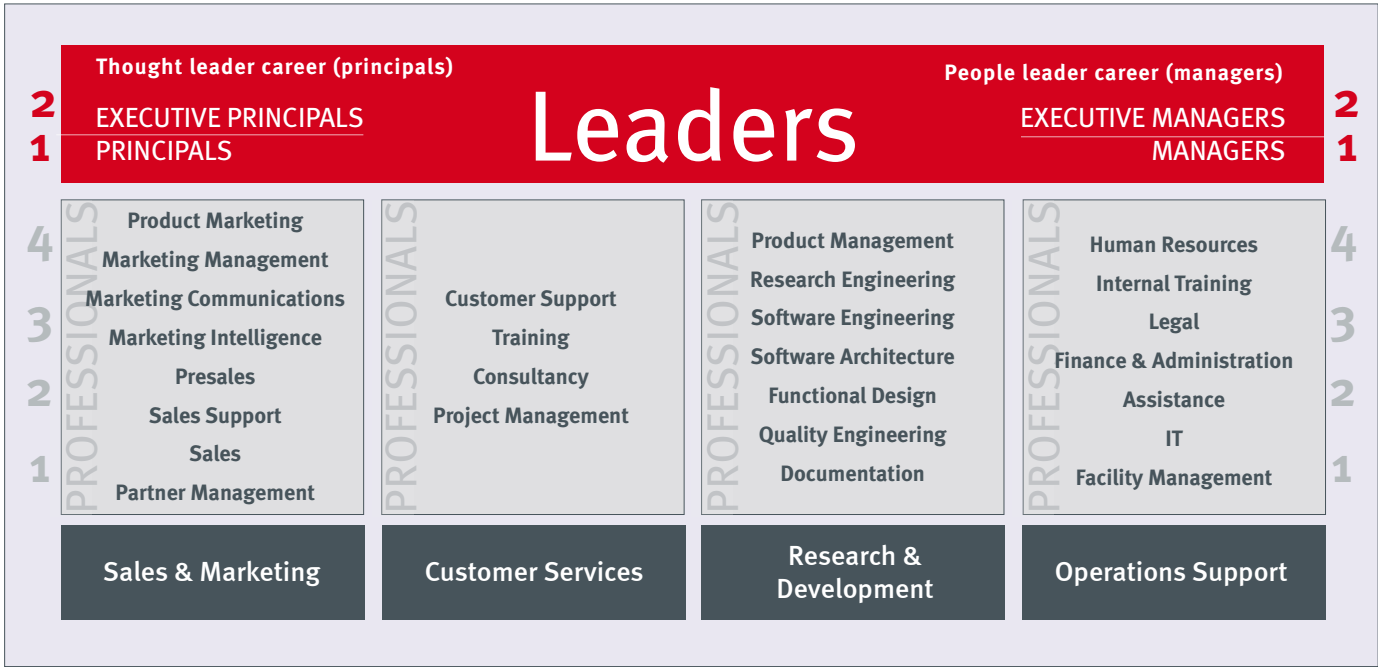 Thought leader career (principals)
People leader career (managers)
Leaders
2
EXECUTIVE PRINCIPALS
1
PRINCIPALS
EXECUTIVE MANAGERS
2
MANAGERS
1
4
3
2
1
PROFESSIONALS
Product Marketing
Marketing Management
Marketing Communications
Marketing Intelligence
Presales
Sales Support
Sales
Partner Management
Sales & Marketing
PROFESSIONALS
Customer Support
Training
Consultancy
Project Management
Customer Services
PROFESSIONALS
Product Management
Research Engineering
Software Engineering
Software Architecture
Functional Design
Quality Engineering
Documentation
Research &
Development
PROFESSIONALS
Human Resources
Internal Training
Legal
Finance & Administration
Assistance
IT
Facility Management
Operations Support
4
3
2
1